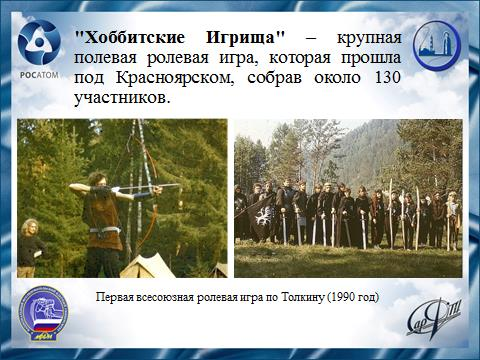 "Хоббитские Игрища" – крупная
полевая ролевая игра, которая прошла
под Красноярском, собрав около 130
участников.
РОСАТОМ
Первая всесоюзная ролевая игра по Толкину (1990 год)